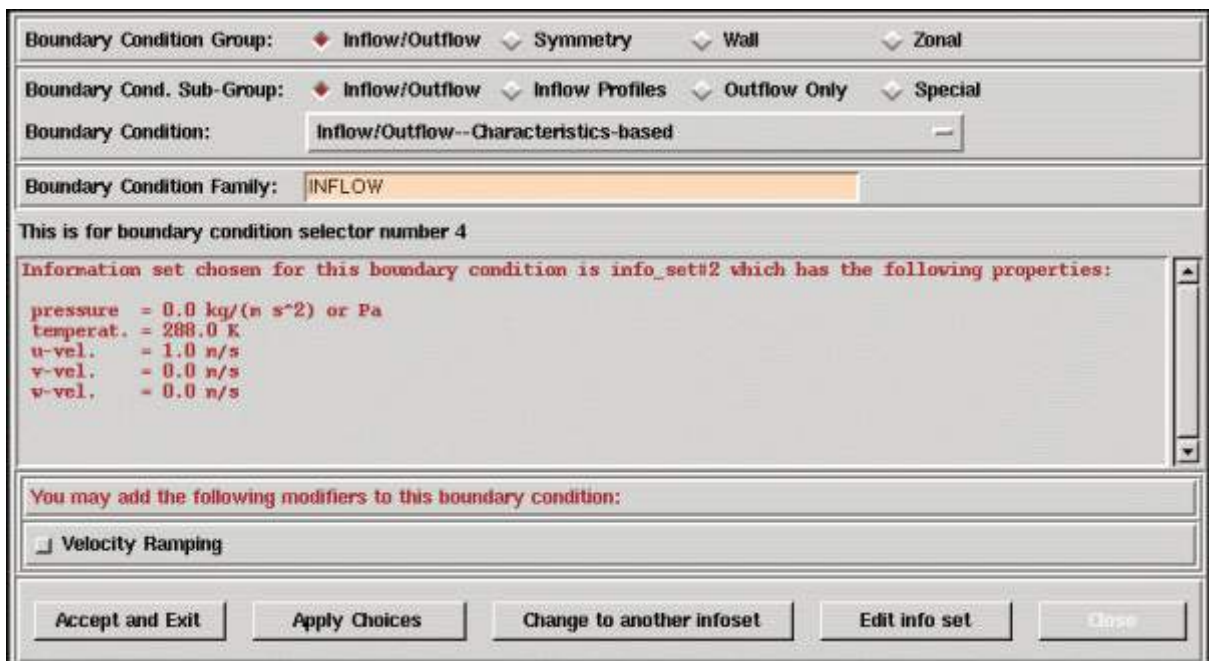 Boundary Condition Group: Inflow/Outflow Symmetry Wall Zonal
Boundary Cond. Sub-Group: Inflow/Outflow Inflow Profiles Outflow Only Special
Boundary Condition: Inflow/Outflow--Characteristics-based
Boundary Condition Family: INFLOW
This is for boundary condition selector number 4
Information set chosen for this boundary condition is info_set#2 which has the following properties:
pressure = 0.0 kg/(m s^2) or Pa
temperat. = 288.0 K
u-vel. = 1.0 m/s
v-vel. = 0.0 m/s
w-vel. = 0.0 m/s
You may add the following modifiers to this boundary condition:
Velocity Ramping
Accept and Exit Apply Choices Change to another infoset Edit info set Close